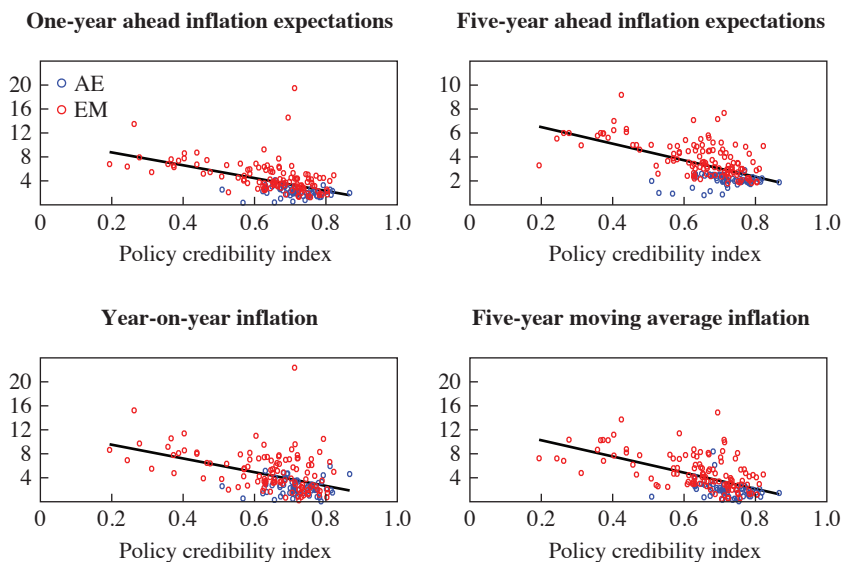 One-year ahead inflation expectations
20
16
12
8
4
AE
EM
0 0.2 0.4 0.6 0.8 1.0
Policy credibility index
Five-year ahead inflation expectations
10
8
6
4
2
0 0.2 0.4 0.6 0.8 1.0
Policy credibility index
Year-on-year inflation
20
16
12
8
4
0 0.2 0.4 0.6 0.8 1.0
Policy credibility index
Five-year moving average inflation
20
16
12
8
4
0 0.2 0.4 0.6 0.8 1.0
Policy credibility index